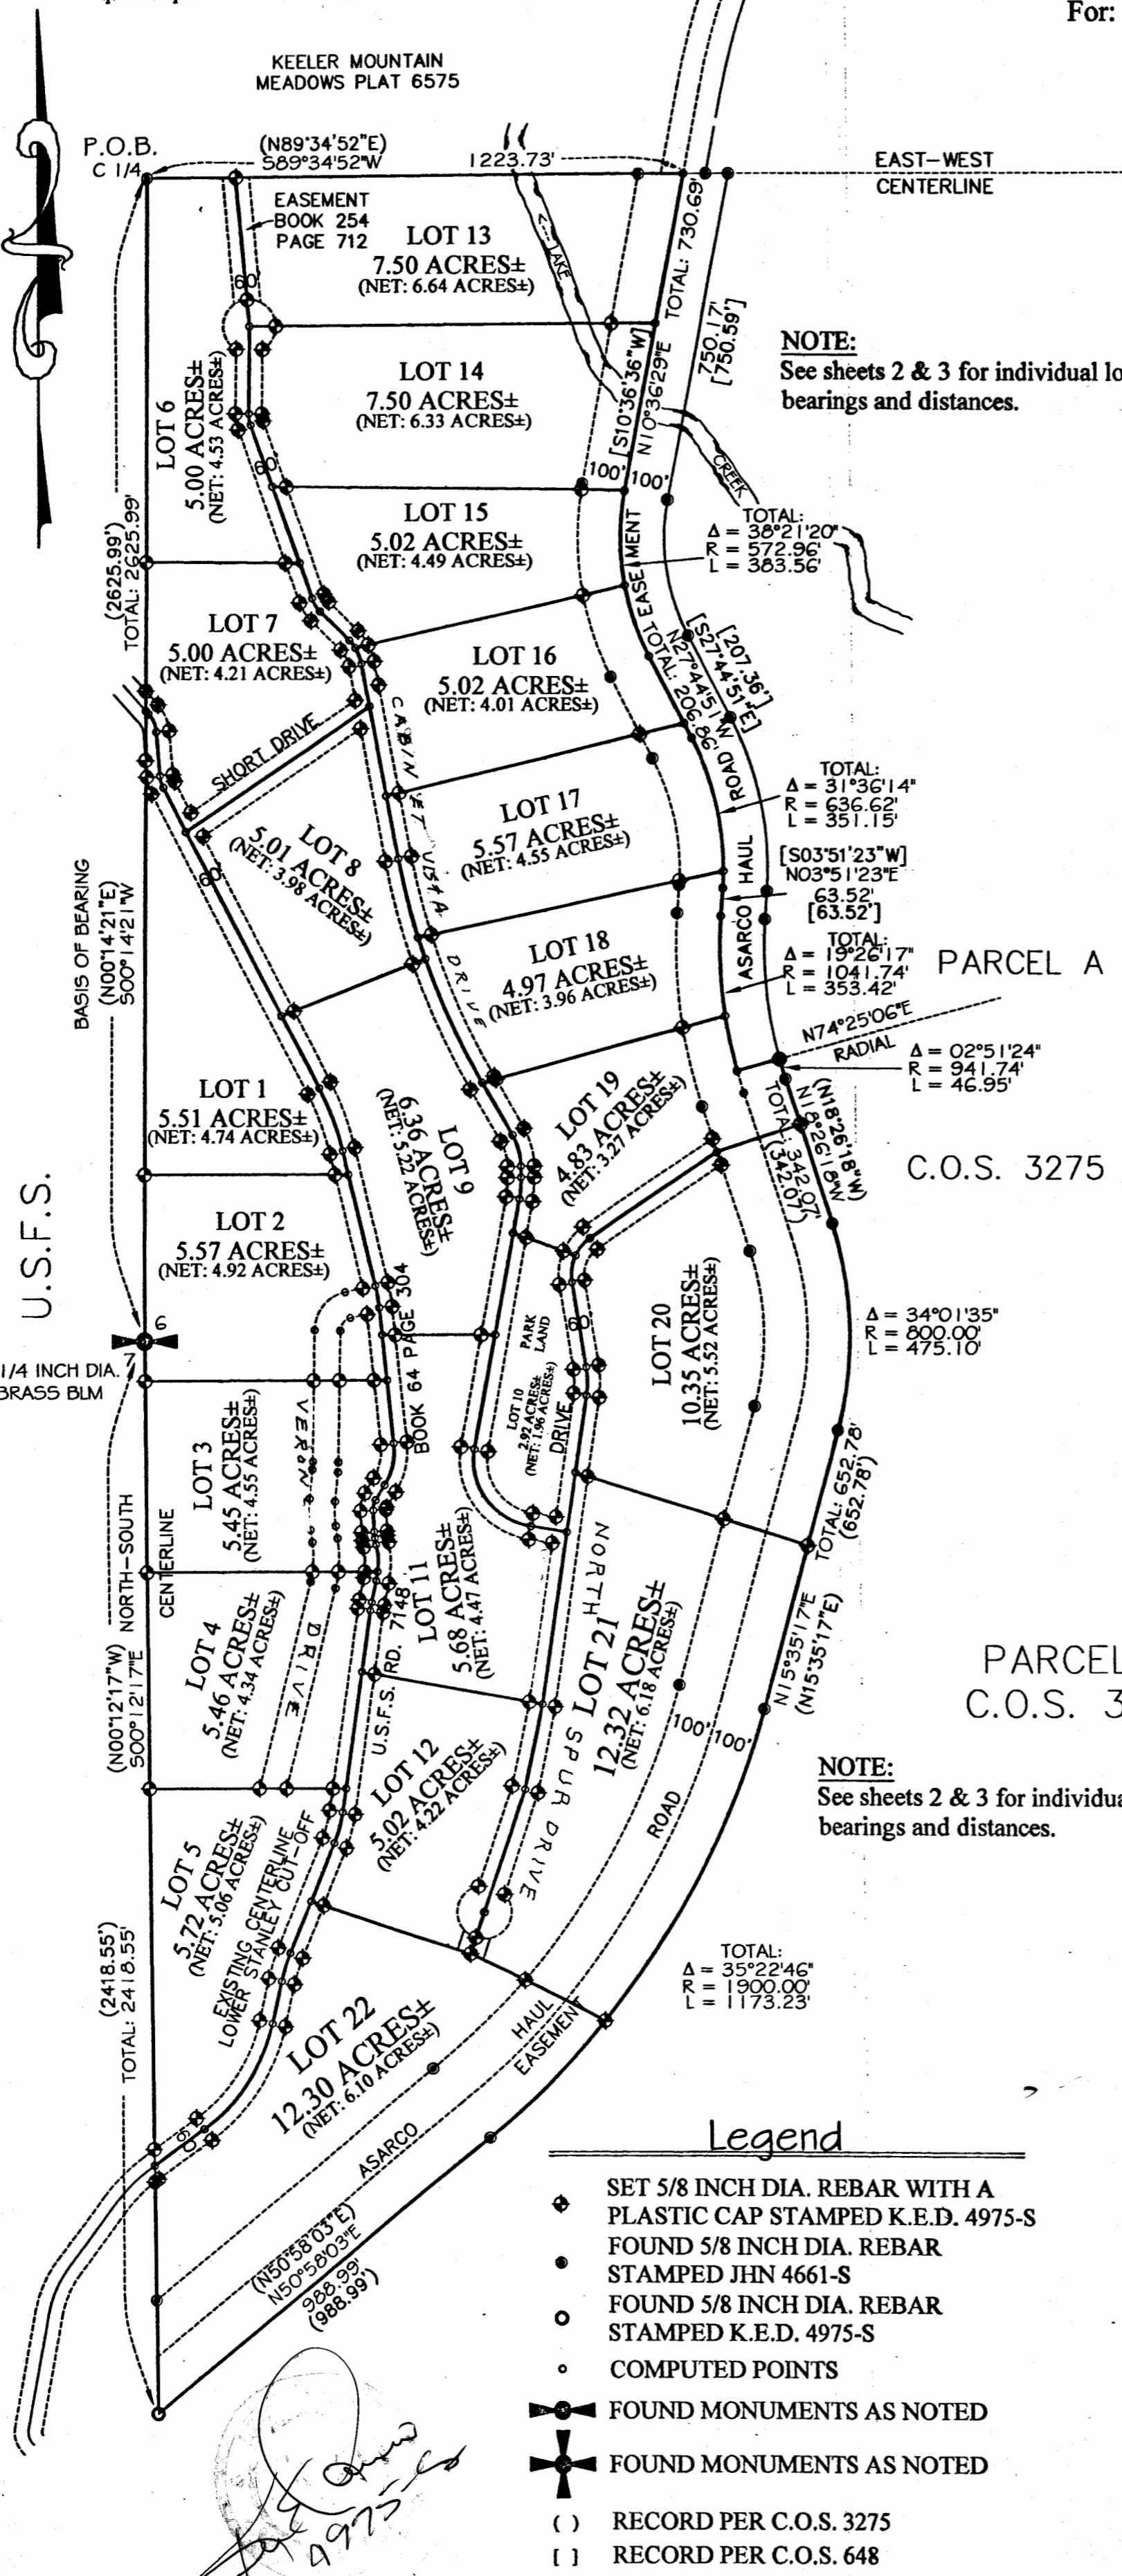 For:
KEELER MOUNTAIN
MEADOWS PLAT 6575
P.O.B.
C 1/4
(N89°34'52"E)
S89°34'52"W
1223.73'
EAST-WEST
CENTERLINE
EASEMENT
BOOK 254
PAGE 712
60'
LOT 13
7.50 ACRES±
(NET: 6.64 ACRES±)
LAKE
CREEK
TOTAL: 730.69'
N10°36'29"E
[S10°36'36"W]
750.17'
[750.59']
NOTE:
See sheets 2 & 3 for individual lo
bearings and distances.
LOT 6
5.00 ACRES±
(NET: 4.53 ACRES±)
LOT 14
7.50 ACRES±
(NET: 6.33 ACRES±)
60'
100' 100'
LOT 15
5.02 ACRES±
(NET: 4.49 ACRES±)
TOTAL:
Δ = 38°21'20"
R = 572.96'
L = 383.56'
(2625.99')
TOTAL: 2625.99'
LOT 7
5.00 ACRES±
(NET: 4.21 ACRES±)
LOT 16
5.02 ACRES±
(NET: 4.01 ACRES±)
EASEMENT
TOTAL: 206.86'
N27°44'51"W
[S27°44'51"E]
[207.36']
SHORT DRIVE
CABINET VISTA DRIVE
LOT 17
5.57 ACRES±
(NET: 4.55 ACRES±)
ASARCO HAUL ROAD
TOTAL:
Δ = 31°36'14"
R = 636.62'
L = 351.15'
LOT 8
5.01 ACRES±
(NET: 3.98 ACRES±)
60'
[S03°51'23"W]
N03°51'23"E
63.52'
[63.52']
BASIS OF BEARING
(N00°14'21"E)
S00°14'21"W
LOT 18
4.97 ACRES±
(NET: 3.96 ACRES±)
TOTAL:
Δ = 19°26'17"
R = 1041.74'
L = 353.42'
PARCEL A
N74°25'06"E
RADIAL
Δ = 02°51'24"
R = 941.74'
L = 46.95'
LOT 1
5.51 ACRES±
(NET: 4.74 ACRES±)
LOT 9
6.36 ACRES±
(NET: 5.22 ACRES±)
LOT 19
4.83 ACRES±
(NET: 3.27 ACRES±)
(N18°26'18"W)
N18°26'18"W
TOTAL: 342.07'
(342.07')
C.O.S. 3275
U.S.F.S.
LOT 2
5.57 ACRES±
(NET: 4.92 ACRES±)
6
7
1/4 INCH DIA.
BRASS BLM
BOOK 64 PAGE 304
PARK
LAND
60'
LOT 10
2.92 ACRES±
(NET: 1.96 ACRES±)
LOT 20
10.35 ACRES±
(NET: 5.52 ACRES±)
Δ = 34°01'35"
R = 800.00'
L = 475.10'
LOT 3
5.45 ACRES±
(NET: 4.55 ACRES±)
VERONE DRIVE
DRIVE
TOTAL: 652.78'
(652.78')
N15°35'17"E
(N15°35'17"E)
NORTH-SOUTH
CENTERLINE
(N00°12'17"W)
S00°12'17"E
LOT 4
5.46 ACRES±
(NET: 4.34 ACRES±)
LOT 11
5.68 ACRES±
(NET: 4.47 ACRES±)
U.S.F.S. RD. 7148
NORTH SPUR DRIVE
LOT 21
12.32 ACRES±
(NET: 6.18 ACRES±)
PARCEL
C.O.S. 3
100' 100'
LOT 12
5.02 ACRES±
(NET: 4.22 ACRES±)
ROAD
NOTE:
See sheets 2 & 3 for individua
bearings and distances.
LOT 5
5.72 ACRES±
(NET: 5.06 ACRES±)
EXISTING CENTERLINE
LOWER STANLEY CUT-OFF
(2418.55')
TOTAL: 2418.55'
TOTAL:
Δ = 35°22'46"
R = 1900.00'
L = 1173.23'
LOT 22
12.30 ACRES±
(NET: 6.10 ACRES±)
HAUL
EASEMENT
60'
ASARCO
(N50°58'03"E)
N50°58'03"E
988.99'
(988.99')
Legend
SET 5/8 INCH DIA. REBAR WITH A
PLASTIC CAP STAMPED K.E.D. 4975-S
FOUND 5/8 INCH DIA. REBAR
STAMPED JHN 4661-S
FOUND 5/8 INCH DIA. REBAR
STAMPED K.E.D. 4975-S
COMPUTED POINTS
FOUND MONUMENTS AS NOTED
FOUND MONUMENTS AS NOTED
( ) RECORD PER C.O.S. 3275
[ ] RECORD PER C.O.S. 648